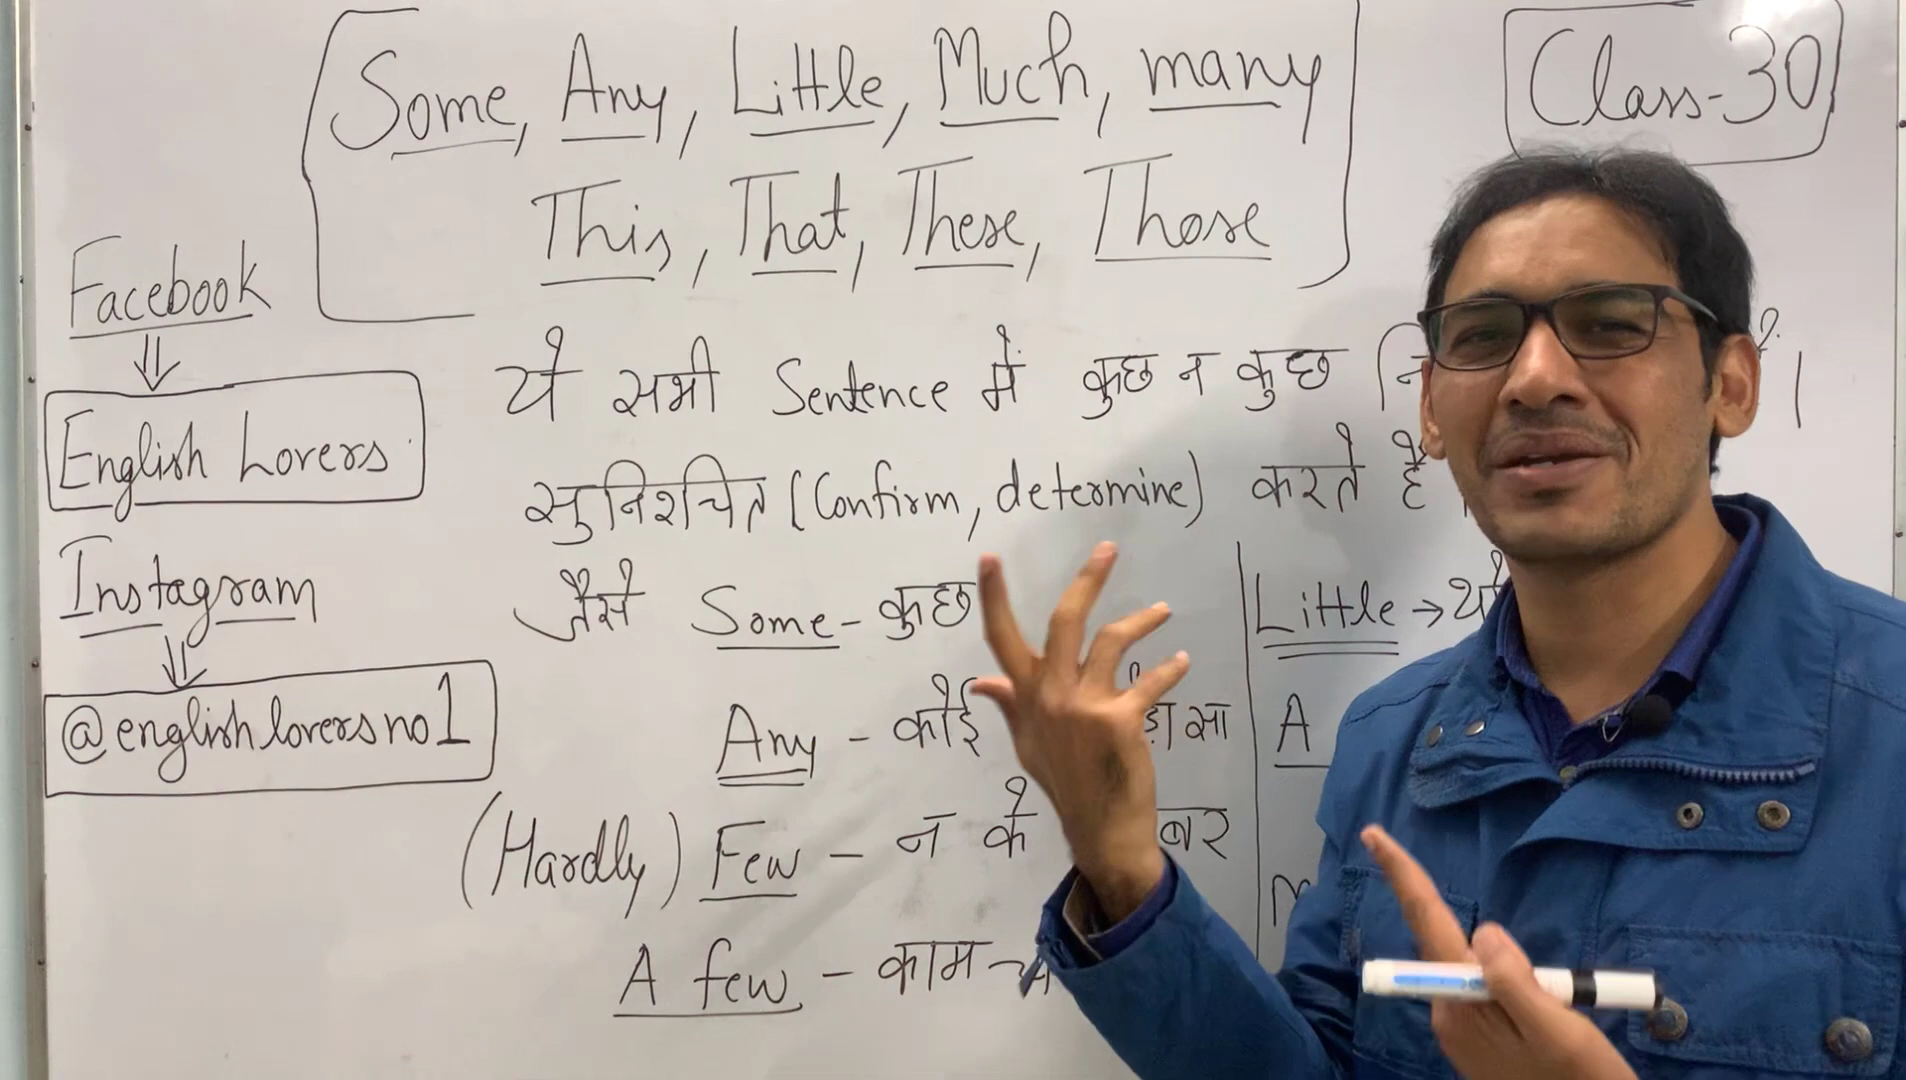 Some, Any, Little, Much, many
Class-30
This, That, These, Those
Facebook
English Lovers
Instagram
@englishloversno1
ये सभी Sentence में कुछ न कुछ
सुनिश्चित (Confirm, determine) करते है
जैसे Some - कुछ
Any - कोई सा
(Hardly) Few - न के
A few - काम
Little →
A